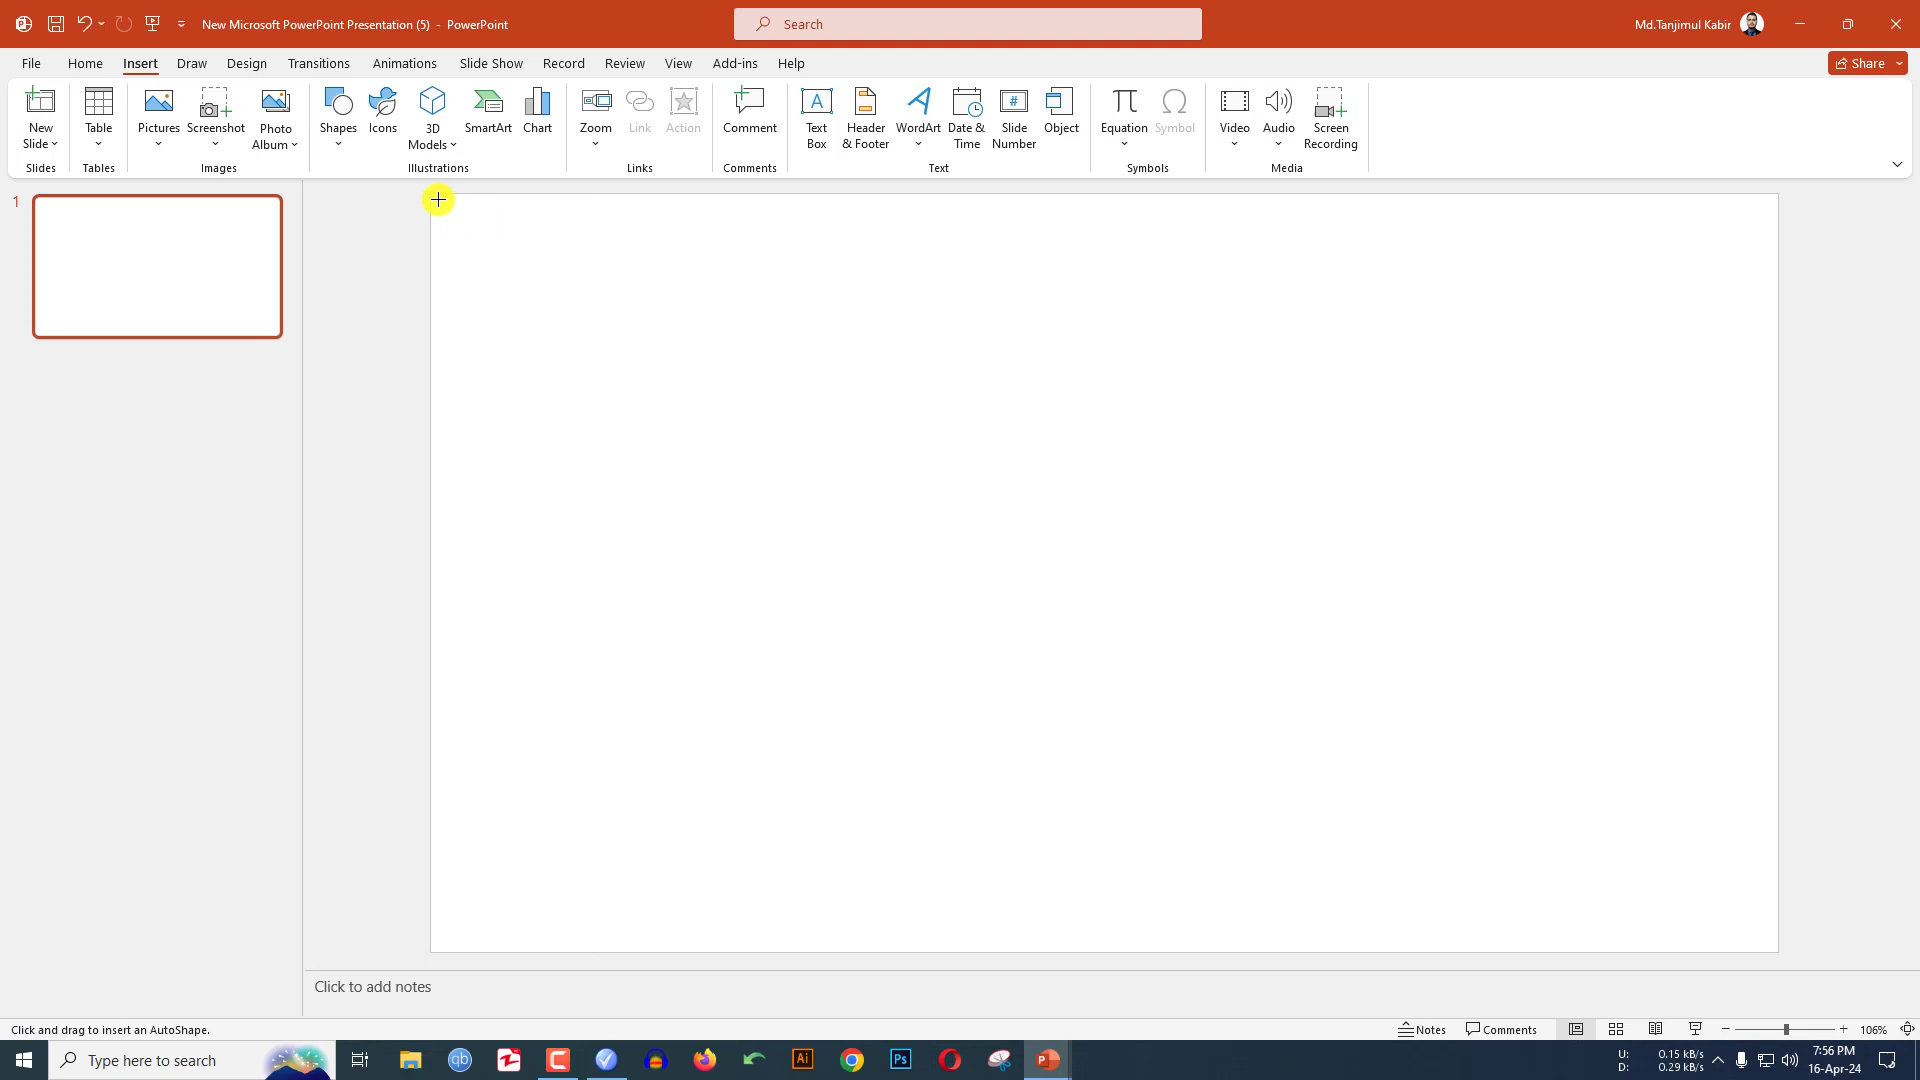 New Microsoft PowerPoint Presentation (5) - PowerPoint
Search
Md.Tanjimul Kabir
File Home Insert Draw Design Transitions Animations Slide Show Record Review View Add-ins Help
Share
New Slide
Table
Pictures
Screenshot
Photo Album
Shapes
Icons
3D Models
SmartArt
Chart
Zoom
Link
Action
Comment
A
Text Box
Header & Footer
A
WordArt
Date & Time
#
Slide Number
Object
π
Equation
Ω
Symbol
Video
Audio
Screen Recording
Slides Tables Images Illustrations Links Comments Text Symbols Media
1
Click to add notes
Click and drag to insert an AutoShape.
Notes
Comments
106%
Type here to search
qb
Ai
Ps
P
U: 0.15 kB/s
D: 0.29 kB/s
7:56 PM
16-Apr-24